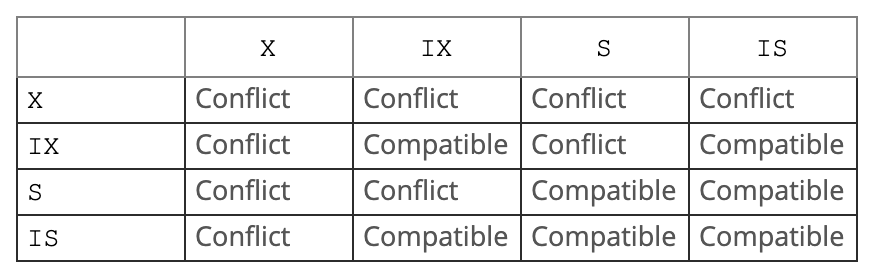 X IX S IS
X Conflict Conflict Conflict Conflict
IX Conflict Compatible Conflict Compatible
S Conflict Conflict Compatible Compatible
IS Conflict Compatible Compatible Compatible